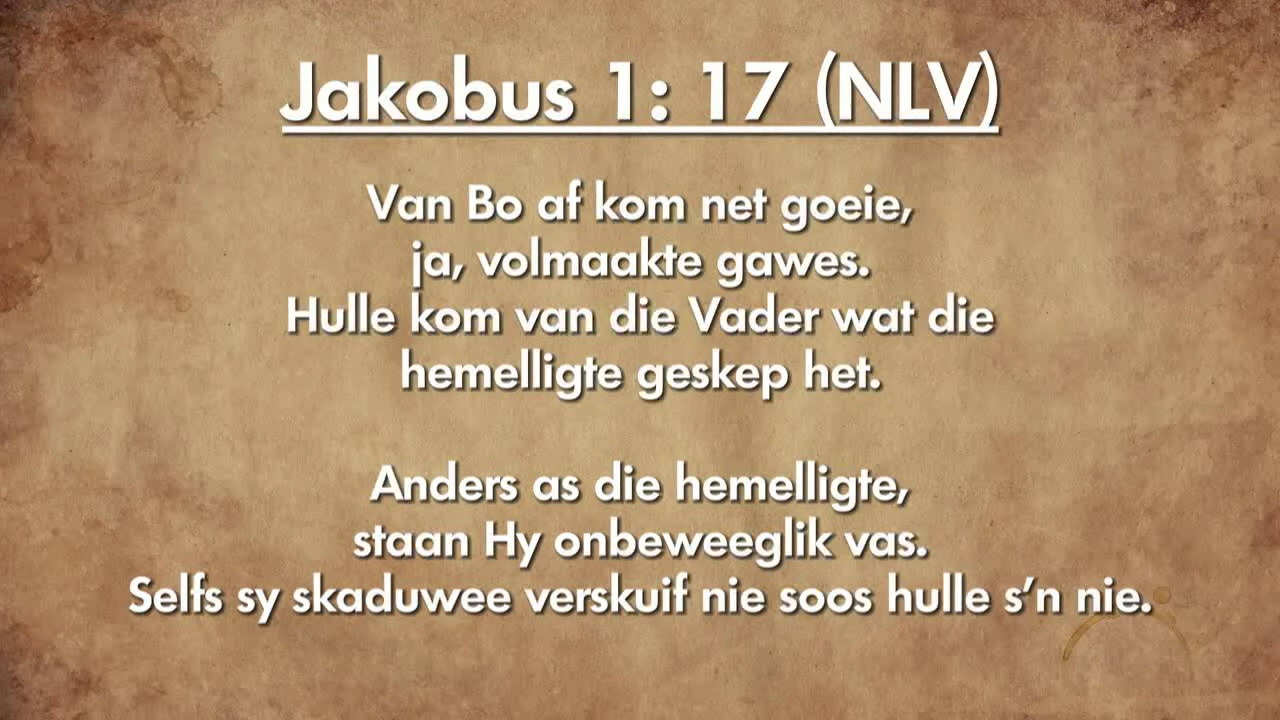 Jakobus 1: 17 (NLV)
Van Bo af kom net goeie,
ja, volmaakte gawes.
Hulle kom van die Vader wat die
hemelligte geskep het.
Anders as die hemelligte,
staan Hy onbeweeglik vas.
Selfs sy skaduwee verskuif nie soos hulle s’n nie.